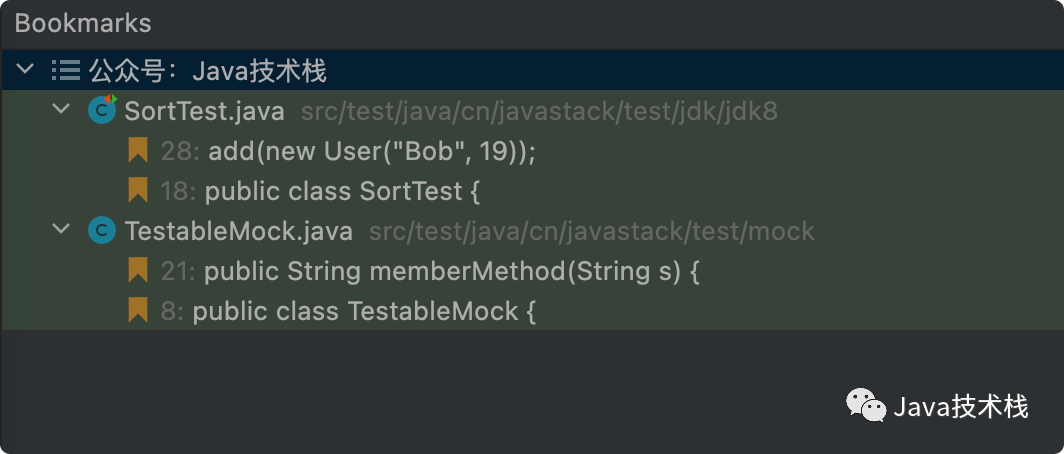 Bookmarks
公众号：Java技术栈
SortTest.java src/test/java/cn/javastack/test/jdk/jdk8
28: add(new User("Bob", 19));
18: public class SortTest {
TestableMock.java src/test/java/cn/javastack/test/mock
21: public String memberMethod(String s) {
8: public class TestableMock {
Java技术栈